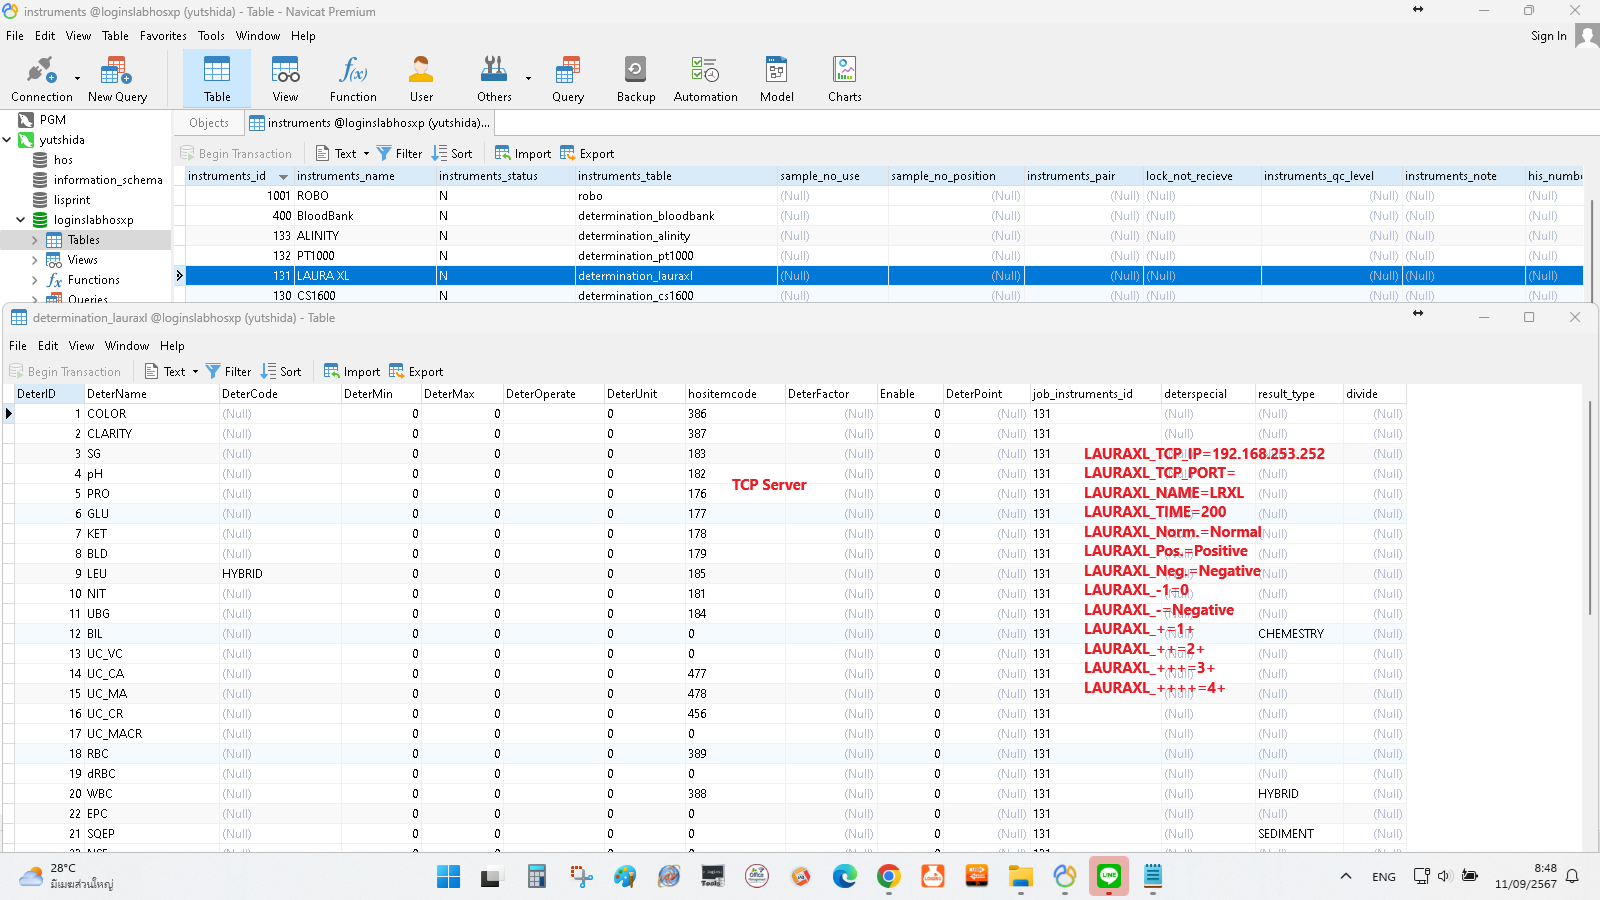 instruments @loginslabhosxp (yutshida) - Table - Navicat Premium
File Edit View Table Favorites Tools Window Help Sign In
Connection New Query Table View Function User Others Query Backup Automation Model Charts
PGM
yutshida
hos
information_schema
lisprint
loginslabhosxp
Tables
Views
Functions
Queries
Objects instruments @loginslabhosxp (yutshida)...
Begin Transaction Text Filter Sort Import Export
instruments_id instruments_name instruments_status instruments_table sample_no_use sample_no_position instruments_pair lock_not_recieve instruments_qc_level instruments_note his_numbe
1001 ROBO N robo (Null) (Null) (Null) (Null) (Null) (Null) (Null)
400 BloodBank N determination_bloodbank (Null) (Null) (Null) (Null) (Null) (Null) (Null)
133 ALINITY N determination_alinity (Null) (Null) (Null) (Null) (Null) (Null) (Null)
132 PT1000 N determination_pt1000 (Null) (Null) (Null) (Null) (Null) (Null) (Null)
131 LAURA XL N determination_lauraxl (Null) (Null) (Null) (Null) (Null) (Null) (Null)
130 CS1600 N determination_cs1600 (Null) (Null) (Null) (Null) (Null) (Null) (Null)
determination_lauraxl @loginslabhosxp (yutshida) - Table
File Edit View Window Help
Begin Transaction Text Filter Sort Import Export
DeterID DeterName DeterCode DeterMin DeterMax DeterOperate DeterUnit hositemcode DeterFactor Enable DeterPoint job_instruments_id deterspecial result_type divide
1 COLOR (Null) 0 0 0 386 (Null) 0 (Null) 131 (Null) (Null) (Null)
2 CLARITY (Null) 0 0 0 387 (Null) 0 (Null) 131 (Null) (Null) (Null)
3 SG (Null) 0 0 0 183 (Null) 0 (Null) 131 (Null) (Null) (Null)
4 pH (Null) 0 0 0 182 (Null) 0 (Null) 131 (Null) (Null) (Null)
5 PRO (Null) 0 0 0 176 (Null) 0 (Null) 131 (Null) (Null) (Null)
6 GLU (Null) 0 0 0 177 (Null) 0 (Null) 131 (Null) (Null) (Null)
7 KET (Null) 0 0 0 178 (Null) 0 (Null) 131 (Null) (Null) (Null)
8 BLD (Null) 0 0 0 179 (Null) 0 (Null) 131 (Null) (Null) (Null)
9 LEU HYBRID 0 0 0 185 (Null) 0 (Null) 131 (Null) (Null) (Null)
10 NIT (Null) 0 0 0 181 (Null) 0 (Null) 131 (Null) (Null) (Null)
11 UBG (Null) 0 0 0 184 (Null) 0 (Null) 131 (Null) (Null) (Null)
12 BIL (Null) 0 0 0 0 (Null) 0 (Null) 131 (Null) CHEMESTRY (Null)
13 UC_VC (Null) 0 0 0 0 (Null) 0 (Null) 131 (Null) (Null) (Null)
14 UC_CA (Null) 0 0 0 477 (Null) 0 (Null) 131 (Null) (Null) (Null)
15 UC_MA (Null) 0 0 0 478 (Null) 0 (Null) 131 (Null) (Null) (Null)
16 UC_CR (Null) 0 0 0 456 (Null) 0 (Null) 131 (Null) (Null) (Null)
17 UC_MACR (Null) 0 0 0 0 (Null) 0 (Null) 131 (Null) (Null) (Null)
18 RBC (Null) 0 0 0 389 (Null) 0 (Null) 131 (Null) (Null) (Null)
19 dRBC (Null) 0 0 0 0 (Null) 0 (Null) 131 (Null) (Null) (Null)
20 WBC (Null) 0 0 0 388 (Null) 0 (Null) 131 (Null) HYBRID (Null)
22 EPC (Null) 0 0 0 0 (Null) 0 (Null) 131 (Null) (Null) (Null)
21 SQEP (Null) 0 0 0 0 (Null) 0 (Null) 131 (Null) SEDIMENT (Null)
TCP Server
LAURAXL_TCP_IP=192.168.253.252
LAURAXL_TCP_PORT=
LAURAXL_NAME=LRXL
LAURAXL_TIME=200
LAURAXL_Norm.=Normal
LAURAXL_Pos.=Positive
LAURAXL_Neg.=Negative
LAURAXL_-1=0
LAURAXL_-=Negative
LAURAXL_+=1+
LAURAXL_++=2+
LAURAXL_+++=3+
LAURAXL_++++=4+
28°C
มีเมฆส่วนใหญ่
LINE
ENG
8:48
11/09/2567